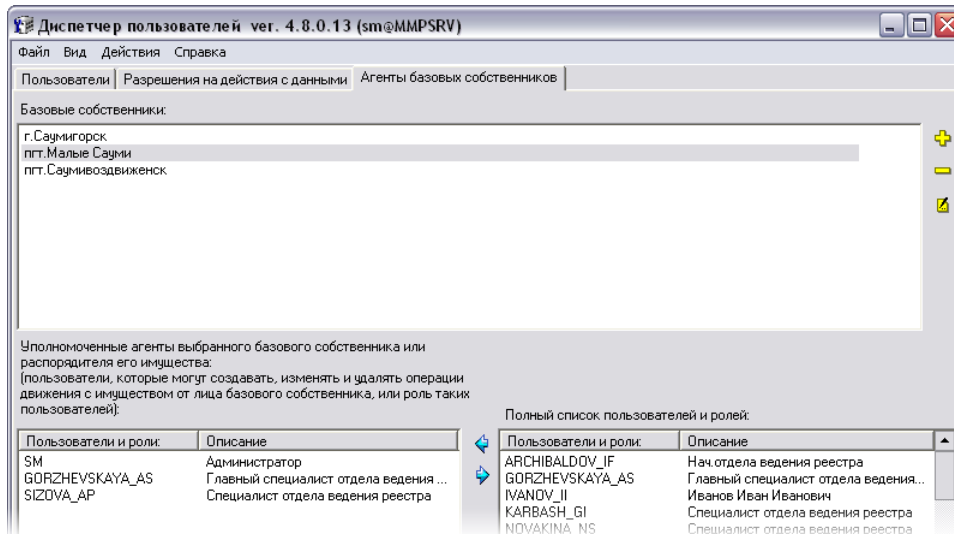 Диспетчер пользователей ver. 4.8.0.13 (sm@MMPSRV)
Файл Вид Действия Справка
Пользователи Разрешения на действия с данными Агенты базовых собственников
Базовые собственники:
г.Саумигорск
пгт.Малые Сауми
пгт.Саумивоздвиженск
Уполномоченные агенты выбранного базового собственника или
распорядителя его имущества:
(пользователи, которые могут создавать, изменять и удалять операции
движения с имуществом от лица базового собственника, или роль таких
пользователей):
Пользователи и роли: Описание
SM Администратор
GORZHEVSKAYA_AS Главный специалист отдела ведения ...
SIZOVA_AP Специалист отдела ведения реестра
Полный список пользователей и ролей:
Пользователи и роли: Описание
ARCHIBALDOV_IF Нач.отдела ведения реестра
GORZHEVSKAYA_AS Главный специалист отдела ведения...
IVANOV_II Иванов Иван Иванович
KARBASH_GI Специалист отдела ведения реестра
NOVAKINA_NS Специалист отдела ведения реестра